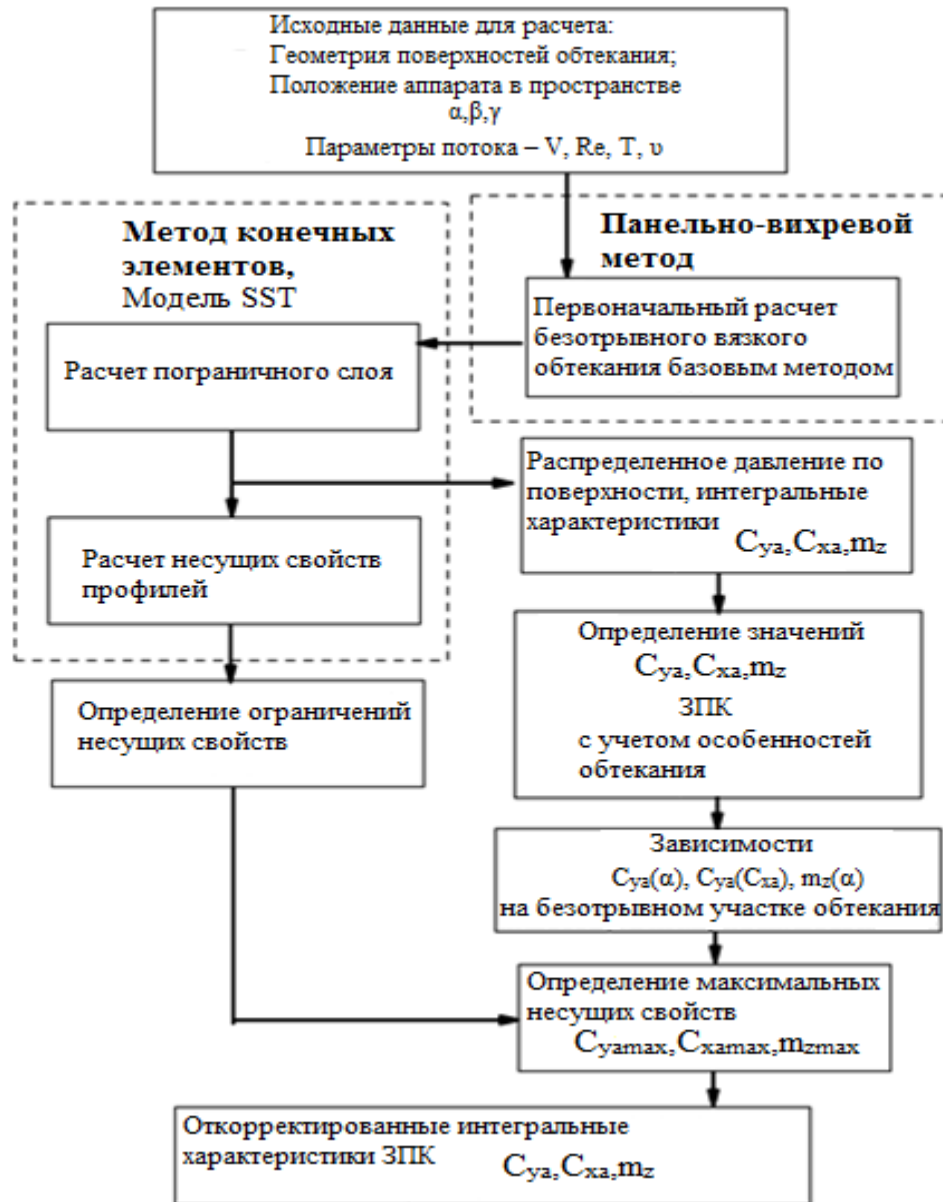 Исходные данные для расчета:
Геометрия поверхностей обтекания;
Положение аппарата в пространстве
α,β,γ
Параметры потока – V, Re, T, υ
Метод конечных
элементов,
Модель SST
Панельно-вихревой
метод
Первоначальный расчет
безотрывного вязкого
обтекания базовым методом
Расчет пограничного слоя
Распределенное давление по
поверхности, интегральные
характеристики
Cya,Cxa,mz
Расчет несущих свойств
профилей
Определение значений
Cya,Cxa,mz
ЗПК
с учетом особенностей
обтекания
Определение ограничений
несущих свойств
Зависимости
Cya(α), Cya(Cxa), mz(α)
на безотрывном участке обтекания
Определение максимальных
несущих свойств
Cyamax,Cxamax,mzmax
Откорректированные интегральные
характеристики ЗПК Cya,Cxa,mz